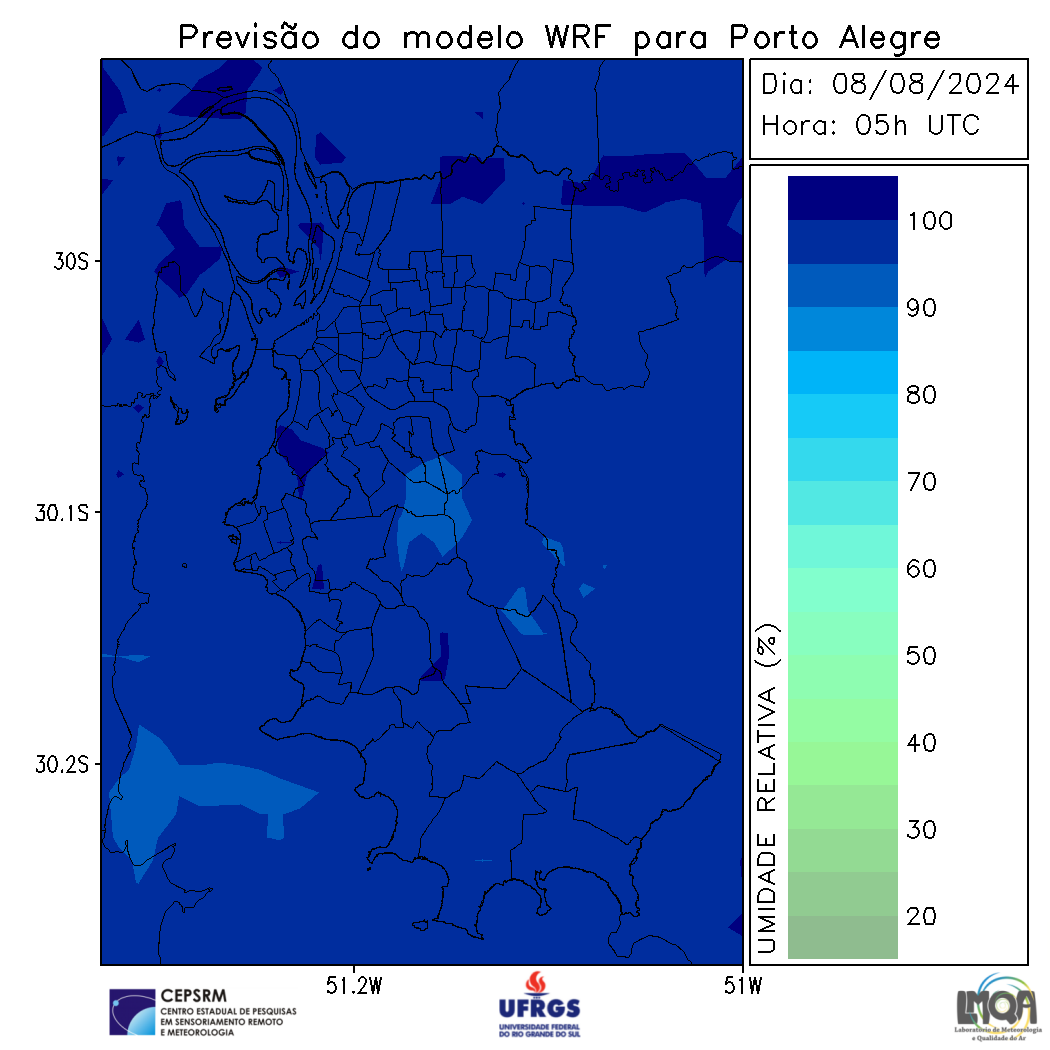 Previsão do modelo WRF para Porto Alegre
Dia: 08/08/2024
Hora: 05h UTC
30S
30.1S
30.2S
51.2W
51W
UMIDADE RELATIVA (%)
100
90
80
70
60
50
40
30
20
CEPSRM
CENTRO ESTADUAL DE PESQUISAS
EM SENSORIAMENTO REMOTO
E METEOROLOGIA
UFRGS
UNIVERSIDADE FEDERAL
DO RIO GRANDE DO SUL
LMQA
Laboratório de Meteorologia
e Qualidade do Ar